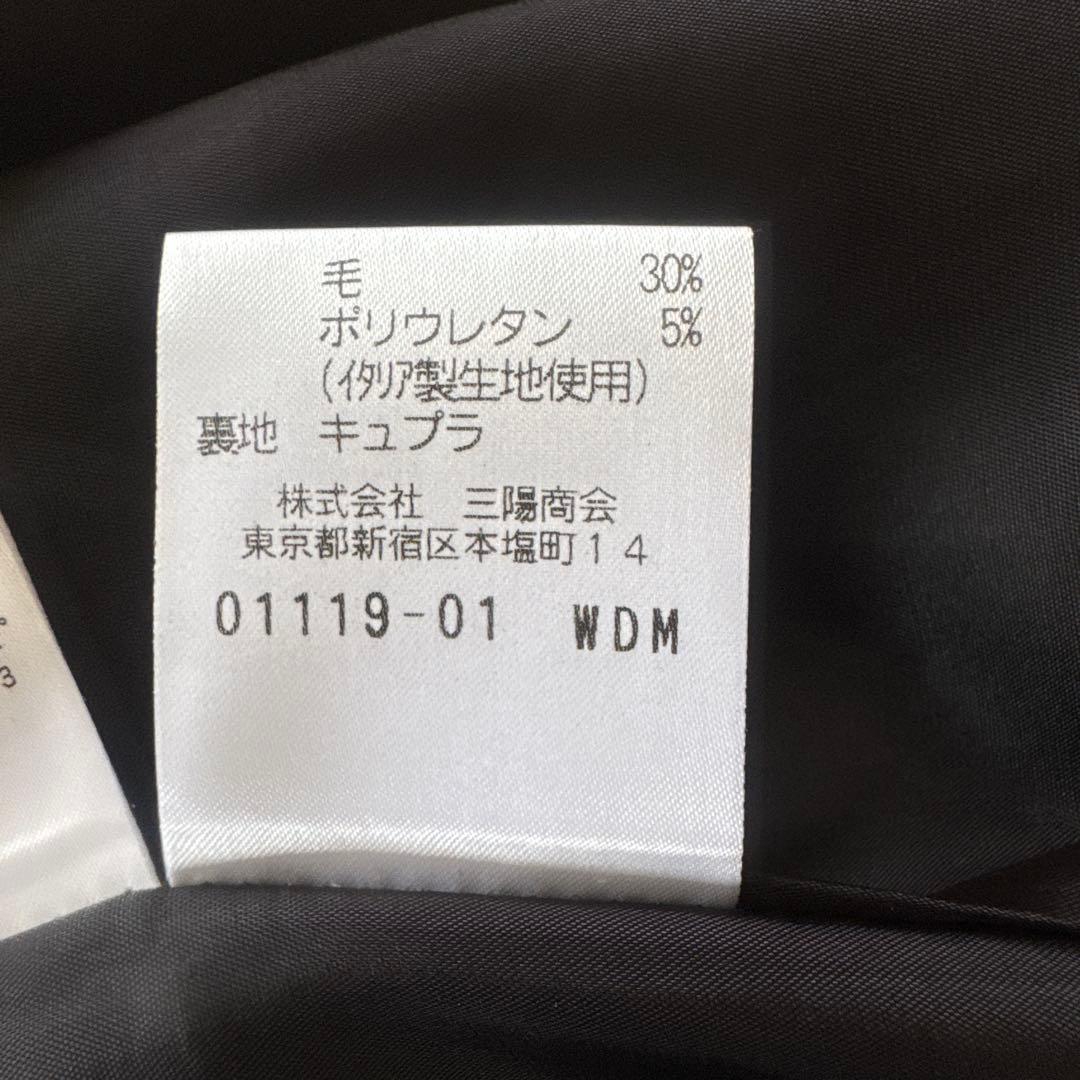 毛 30%
ポリウレタン 5%
(イタリア製生地使用)
裏地 キュプラ
株式会社 三陽商会
東京都新宿区本塩町14
01119-01 WDM